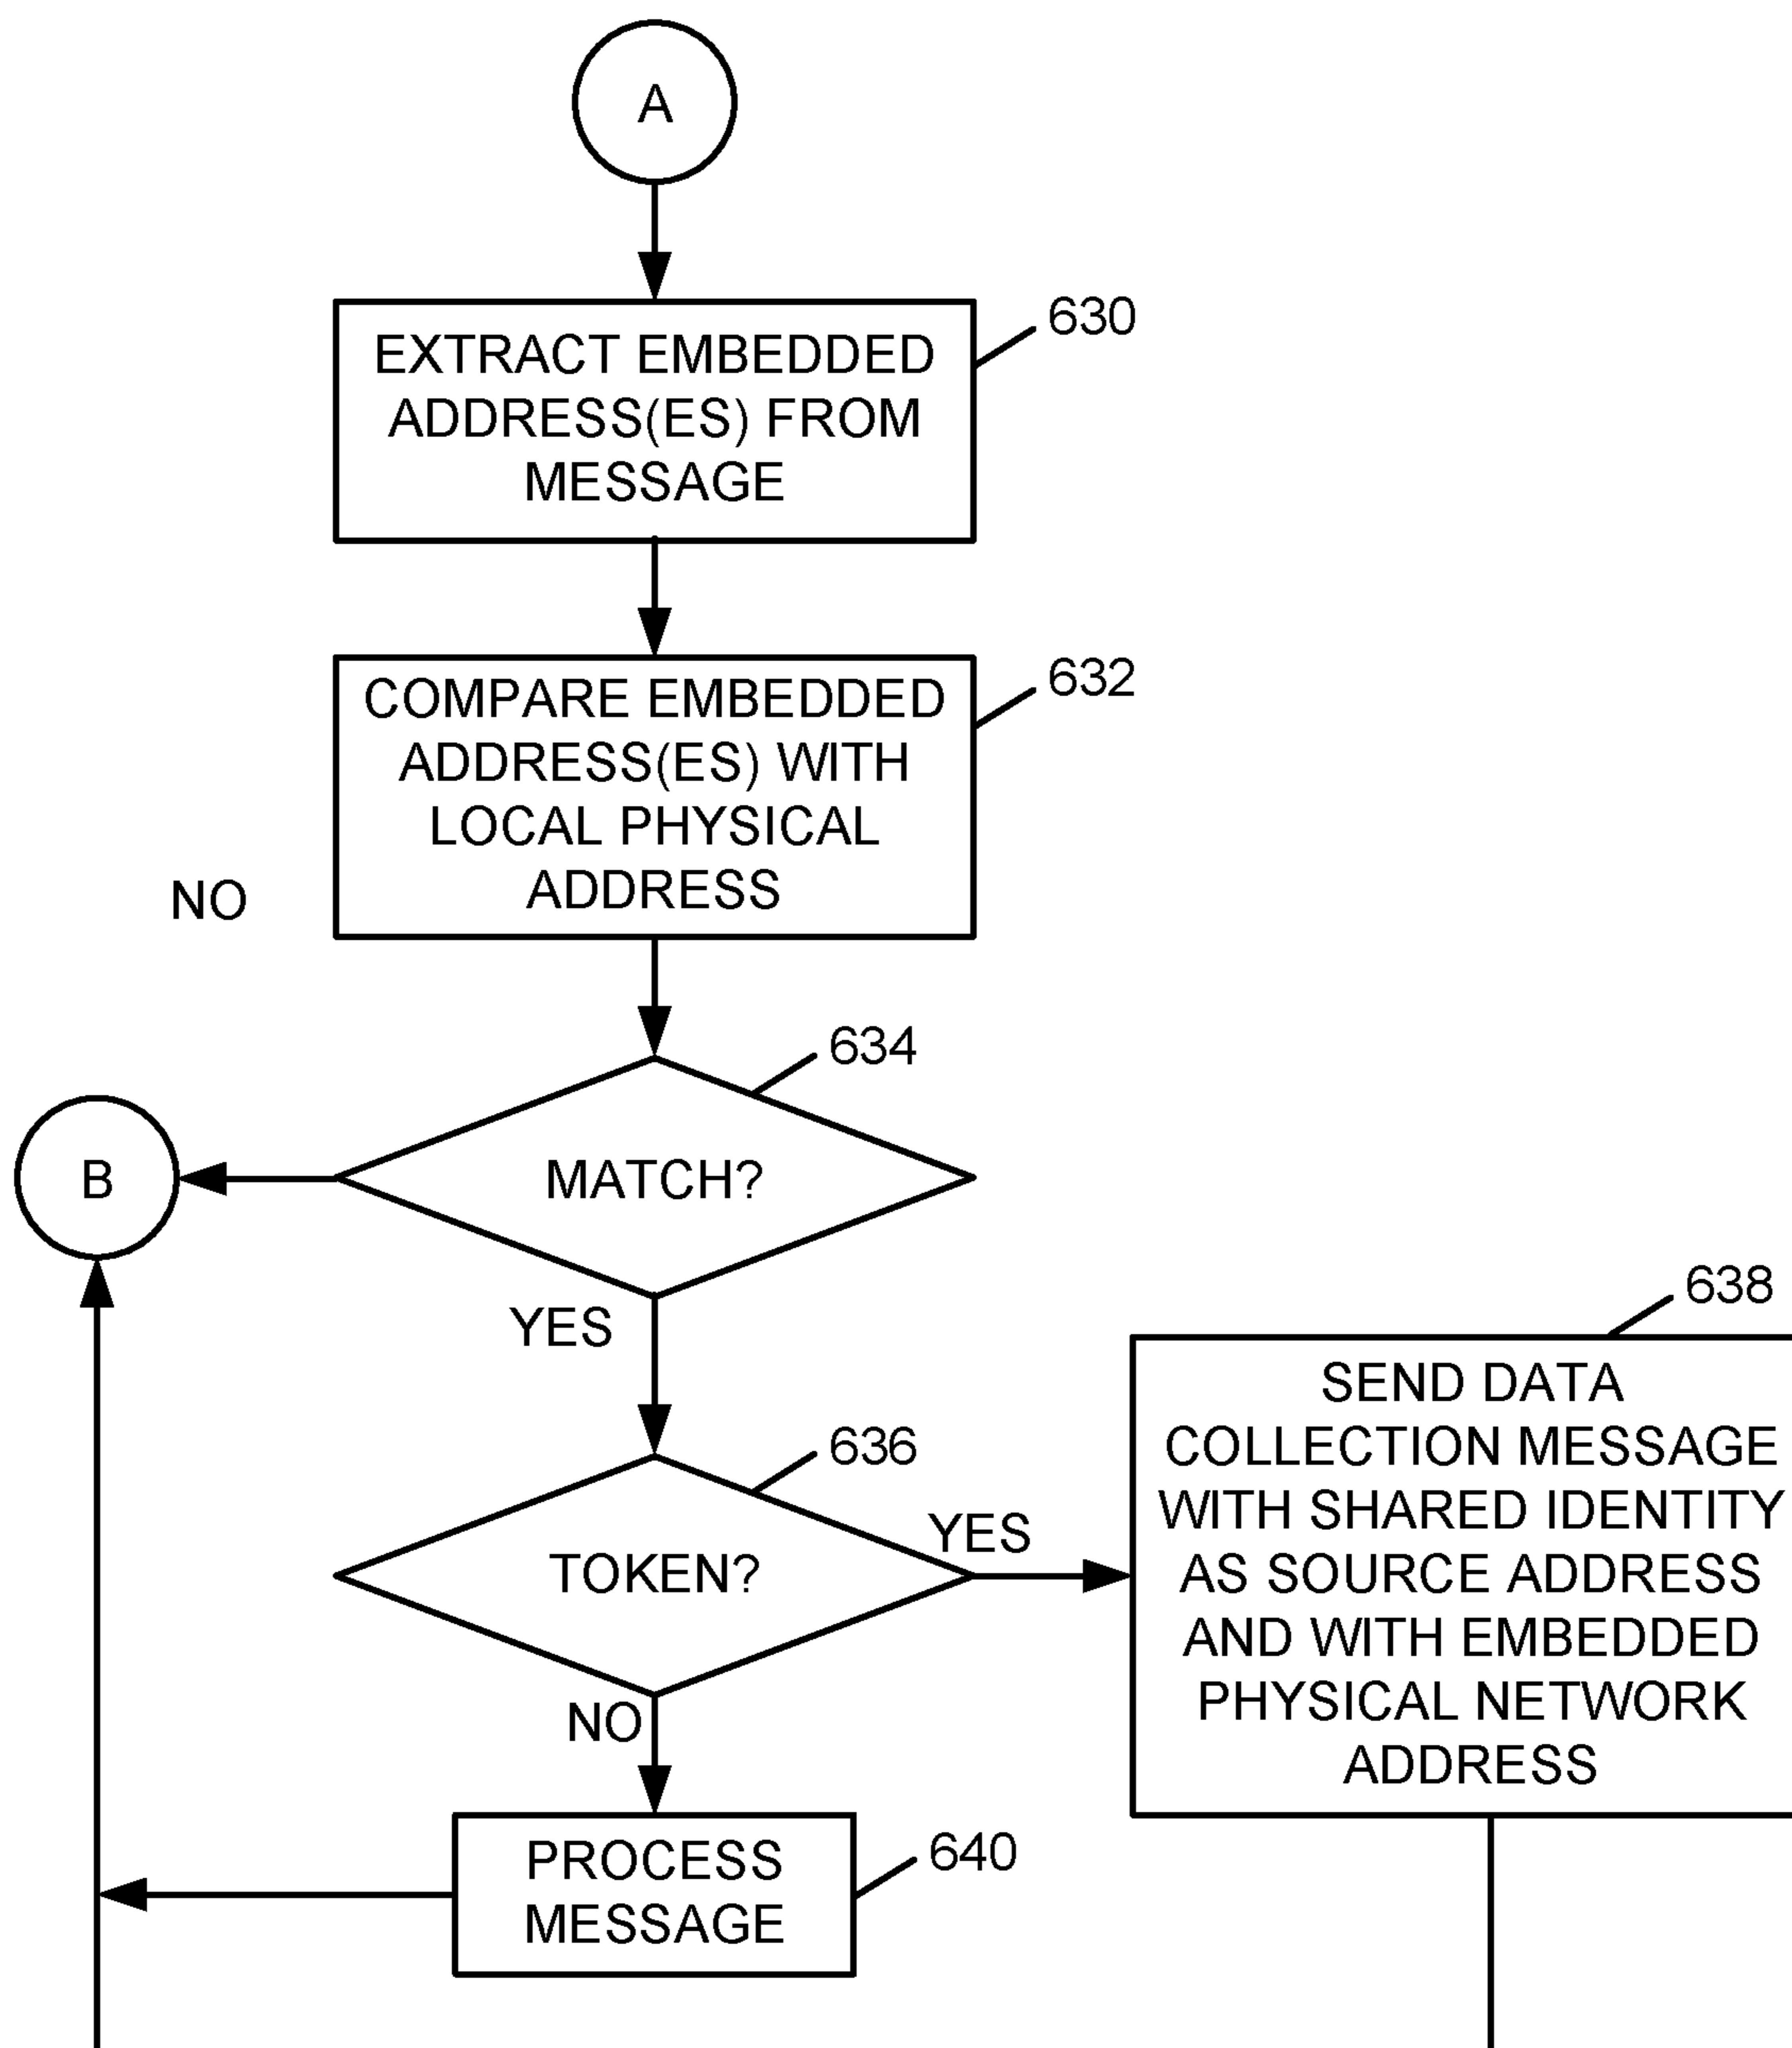 A
EXTRACT EMBEDDED
ADDRESS(ES) FROM
MESSAGE
630
COMPARE EMBEDDED
ADDRESS(ES) WITH
LOCAL PHYSICAL
ADDRESS
632
NO
634
MATCH?
B
YES
636
TOKEN?
YES
638
SEND DATA
COLLECTION MESSAGE
WITH SHARED IDENTITY
AS SOURCE ADDRESS
AND WITH EMBEDDED
PHYSICAL NETWORK
ADDRESS
NO
PROCESS
MESSAGE
640